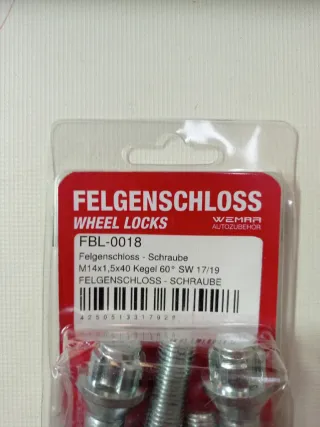 FELGENSCHLOSS
WHEEL LOCKS
WEMAR
AUTOZUBEHÖR
FBL-0018
Felgenschloss - Schraube
M14x1,5x40 Kegel 60° SW 17/19
FELGENSCHLOSS - SCHRAUBE